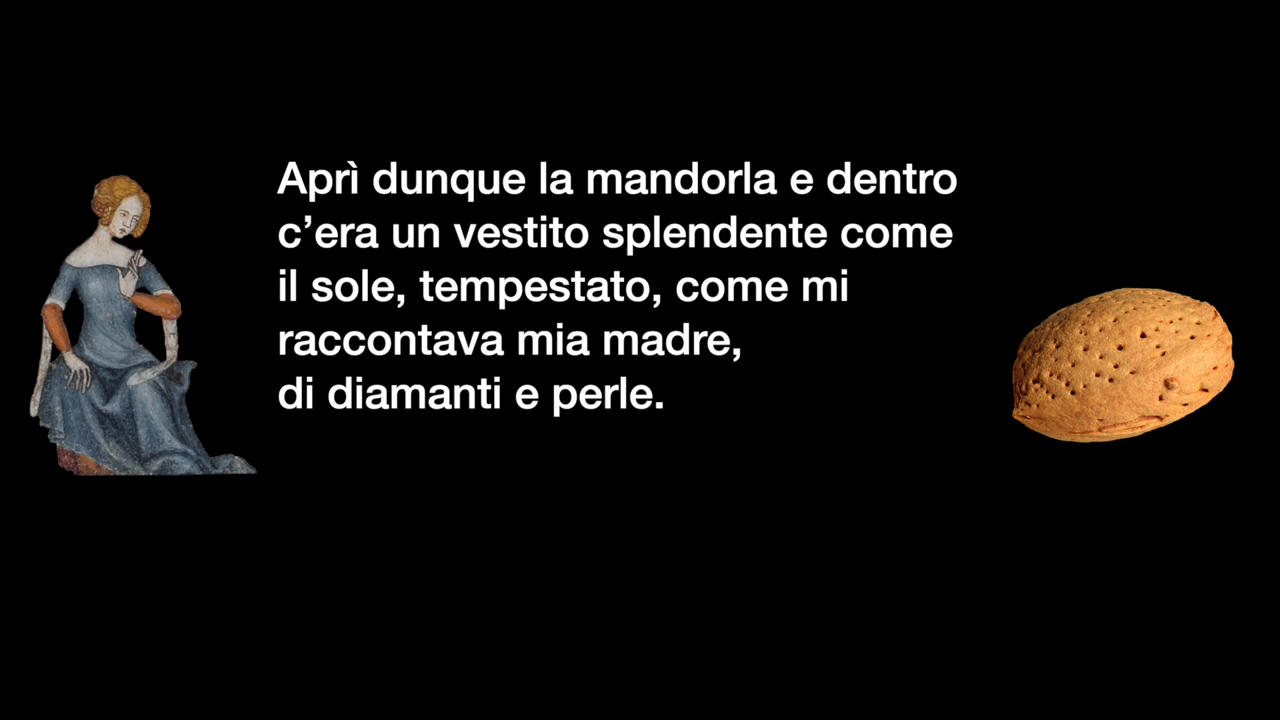 Aprì dunque la mandorla e dentro
c’era un vestito splendente come
il sole, tempestato, come mi
raccontava mia madre,
di diamanti e perle.